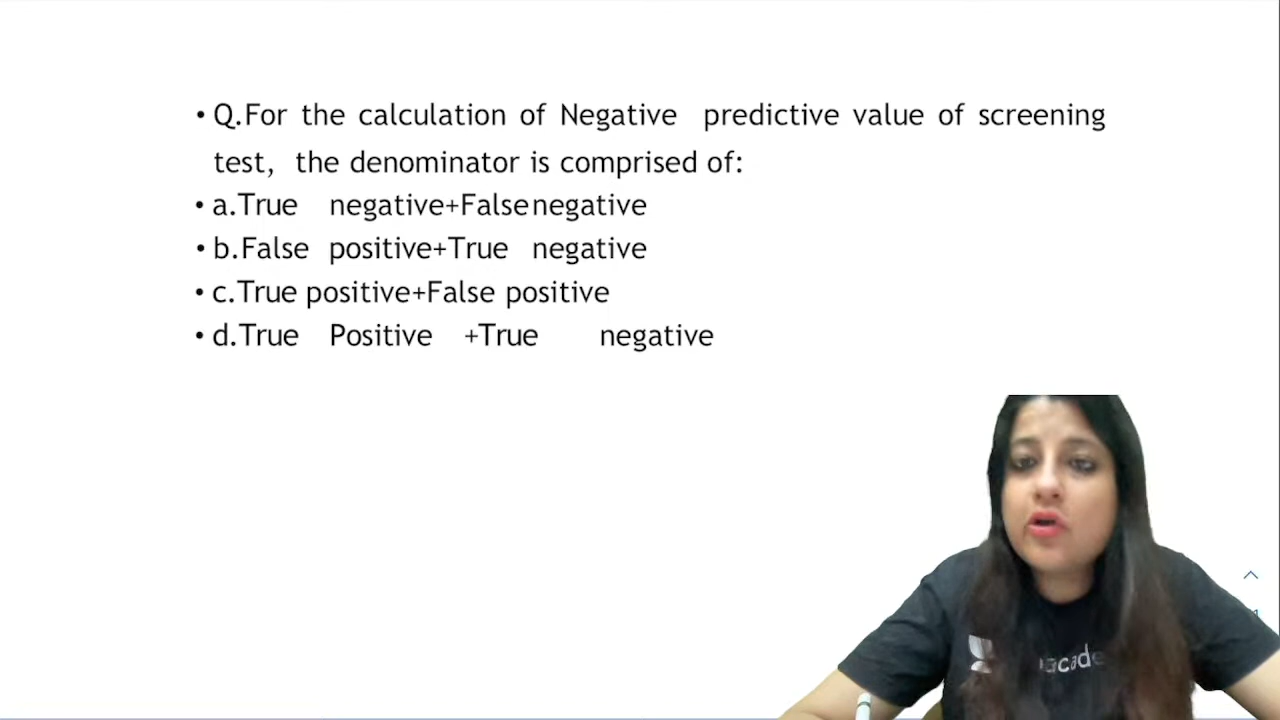 • Q.For the calculation of Negative predictive value of screening
test, the denominator is comprised of:
• a.True negative+False negative
• b.False positive+True negative
• c.True positive+False positive
• d.True Positive +True negative
acade